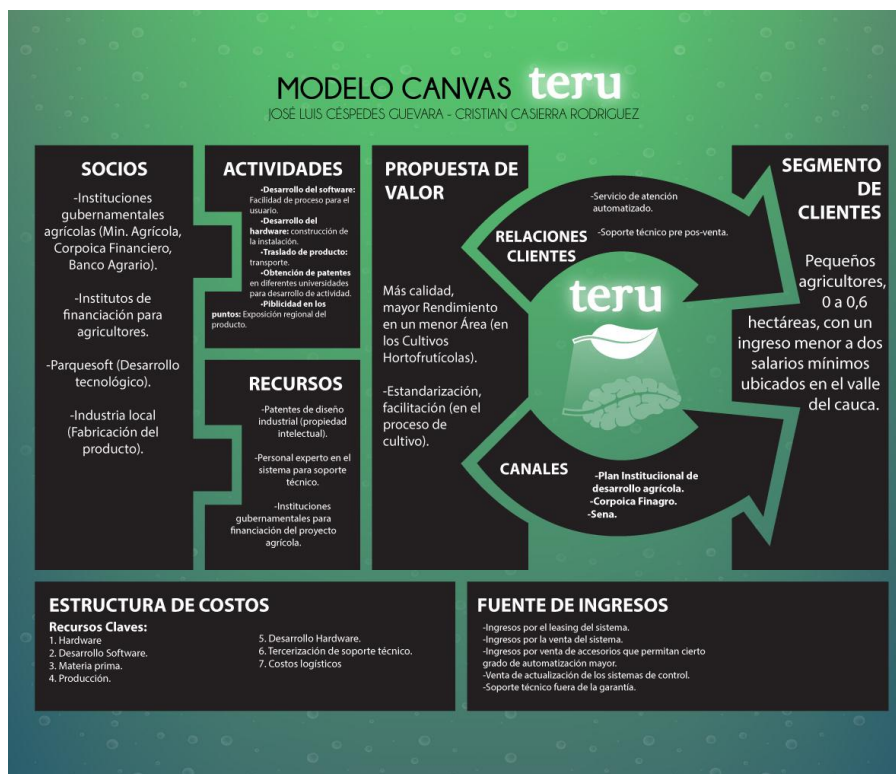 MODELO CANVAS teru
JOSÉ LUIS CÉSPEDES GUEVARA - CRISTIAN CASIERRA RODRIGUEZ
SOCIOS
-Instituciones
gubernamentales
agrícolas (Min. Agrícola,
Corpoica Financiero,
Banco Agrario).
-Institutos de
financiación para
agricultores.
-Parquesoft (Desarrollo
tecnológico).
-Industria local
(Fabricación del
producto).
ACTIVIDADES
•Desarrollo del software:
Facilidad de proceso para el
usuario.
•Desarrollo del
hardware: construcción de
la instalación.
•Traslado de producto:
transporte.
•Obtención de patentes
en diferentes universidades
para desarrollo de actividad.
•Piblicidad en los
puntos: Exposición regional del
producto.
RECURSOS
-Patentes de diseño
industrial (propiedad
intelectual).
-Personal experto en el
sistema para soporte
técnico.
-Instituciones
gubernamentales para
financiación del proyecto
agrícola.
PROPUESTA DE
VALOR
Más calidad,
mayor Rendimiento
en un menor Área (en
los Cultivos
Hortofrutícolas).
-Estandarización,
facilitación (en el
proceso de
cultivo).
RELACIONES
CLIENTES
-Servicio de atención
automatizado.
-Soporte técnico pre pos-venta.
teru
CANALES
-Plan Instituciional de
desarrollo agrícola.
-Corpoica Finagro.
-Sena.
SEGMENTO
DE
CLIENTES
Pequeños
agricultores,
0 a 0,6
hectáreas, con un
ingreso menor a dos
salarios mínimos
ubicados en el valle
del cauca.
ESTRUCTURA DE COSTOS
Recursos Claves:
1. Hardware
2. Desarrollo Software.
3. Materia prima.
4. Producción.
5. Desarrollo Hardware.
6. Tercerización de soporte técnico.
7. Costos logísticos
FUENTE DE INGRESOS
-Ingresos por el leasing del sistema.
-Ingresos por la venta del sistema.
-Ingresos por venta de accesorios que permitan cierto
grado de automatización mayor.
-Venta de actualización de los sistemas de control.
-Soporte técnico fuera de la garantía.